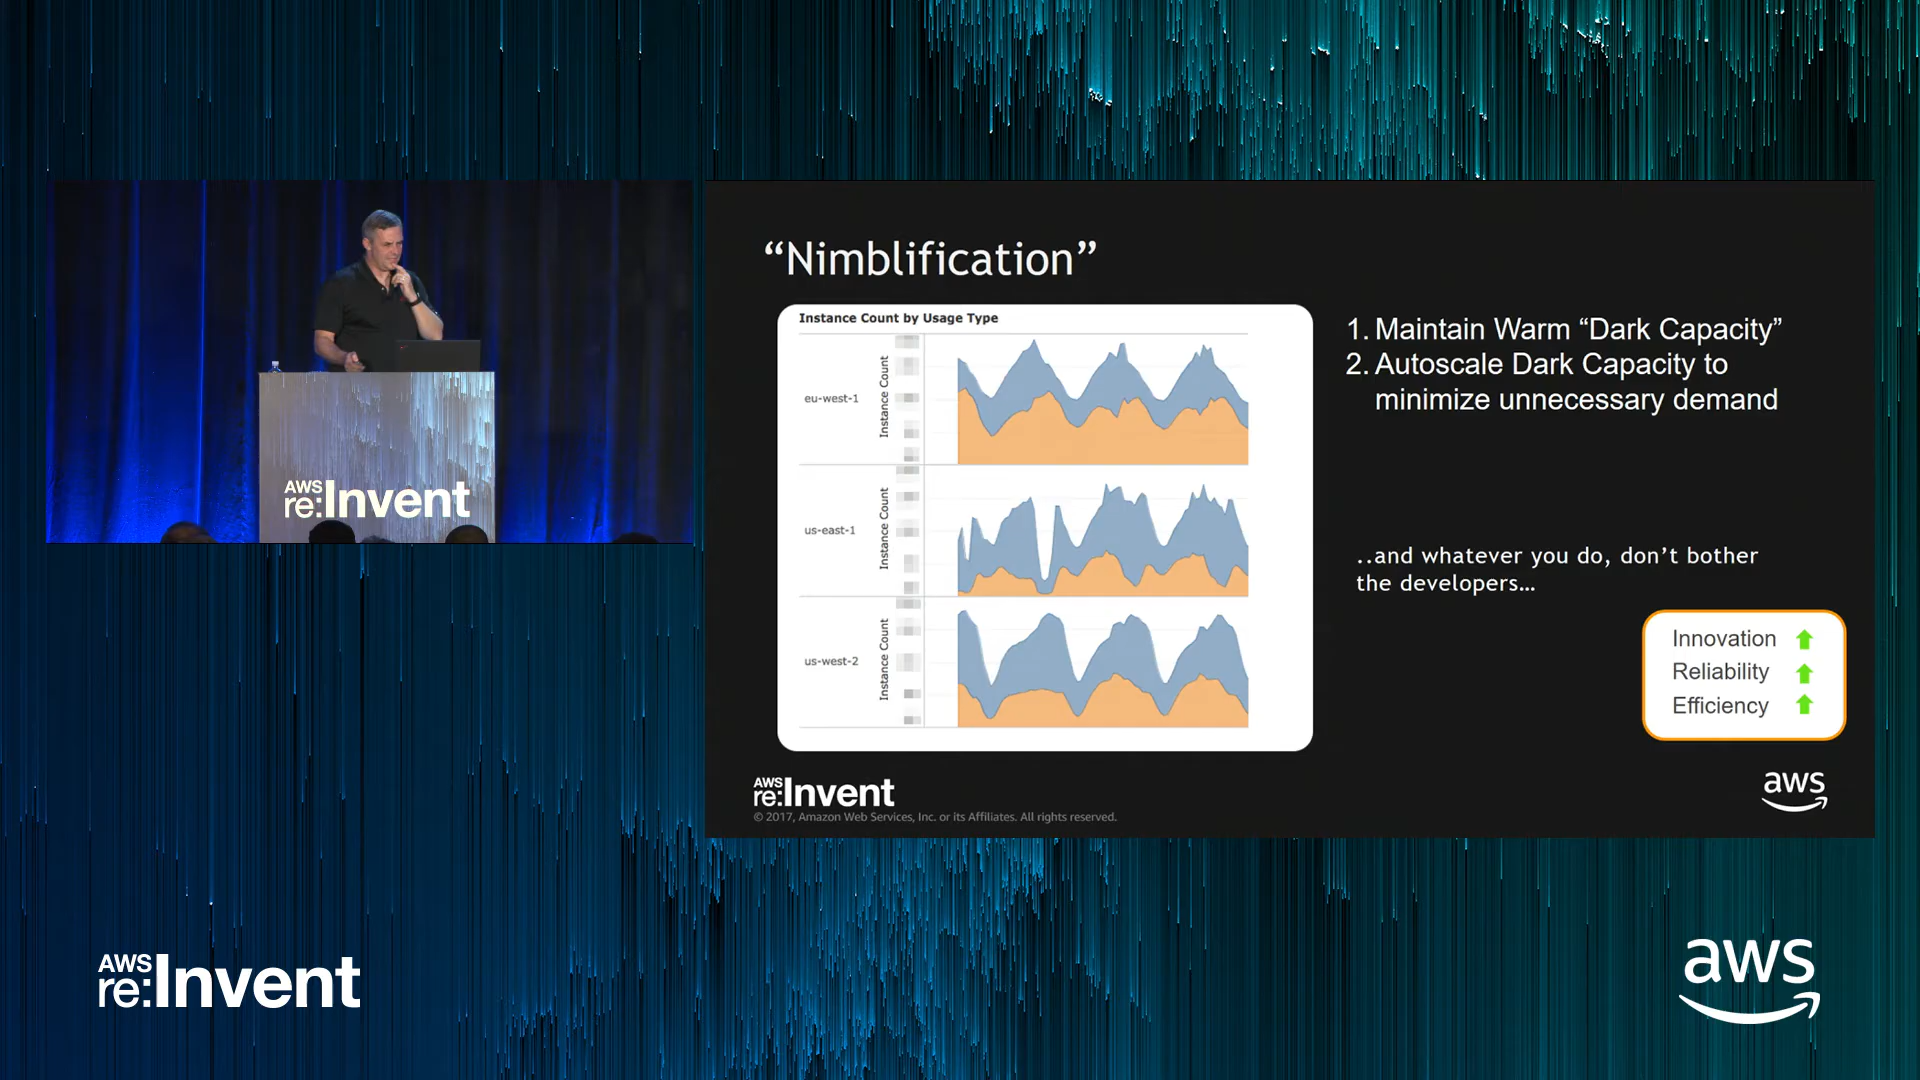 AWS
re:Invent
“Nimblification”
Instance Count by Usage Type
eu-west-1
Instance Count
us-east-1
Instance Count
us-west-2
Instance Count
1. Maintain Warm “Dark Capacity”
2. Autoscale Dark Capacity to
minimize unnecessary demand
..and whatever you do, don’t bother
the developers…
Innovation
Reliability
Efficiency
AWS
re:Invent
© 2017, Amazon Web Services, Inc. or its Affiliates. All rights reserved.
aws
AWS
re:Invent
aws